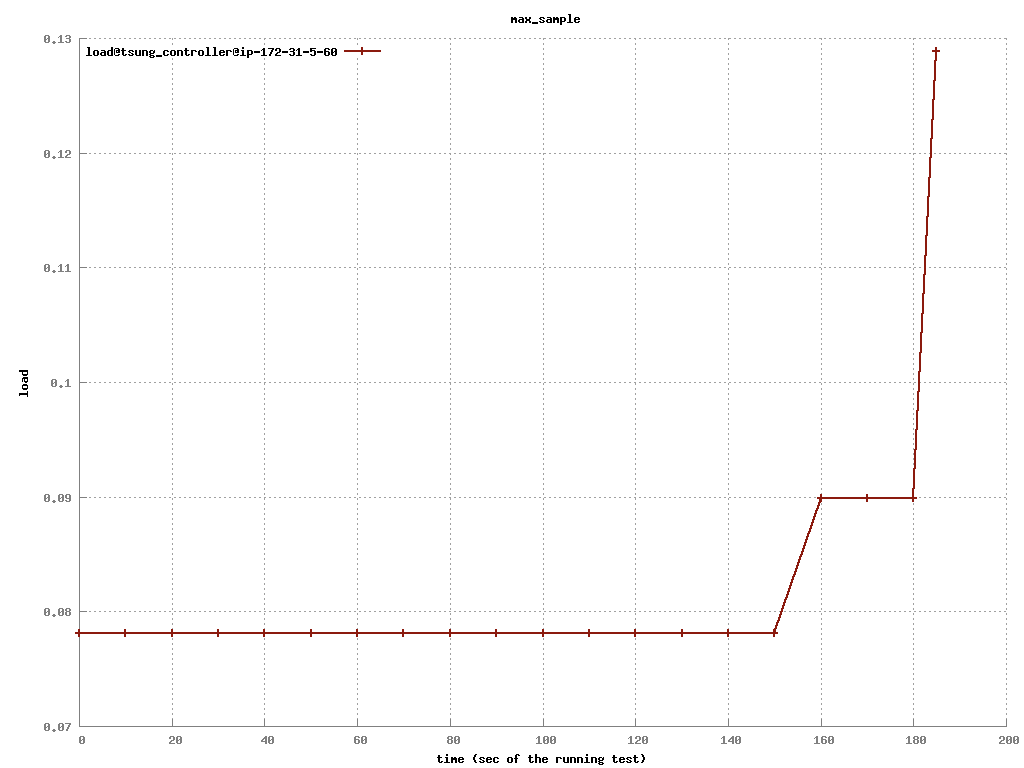 max_sample
0.13
load@tsung_controller@ip-172-31-5-60
0.12
0.11
load
0.1
0.09
0.08
0.07
0 20 40 60 80 100 120 140 160 180 200
time (sec of the running test)